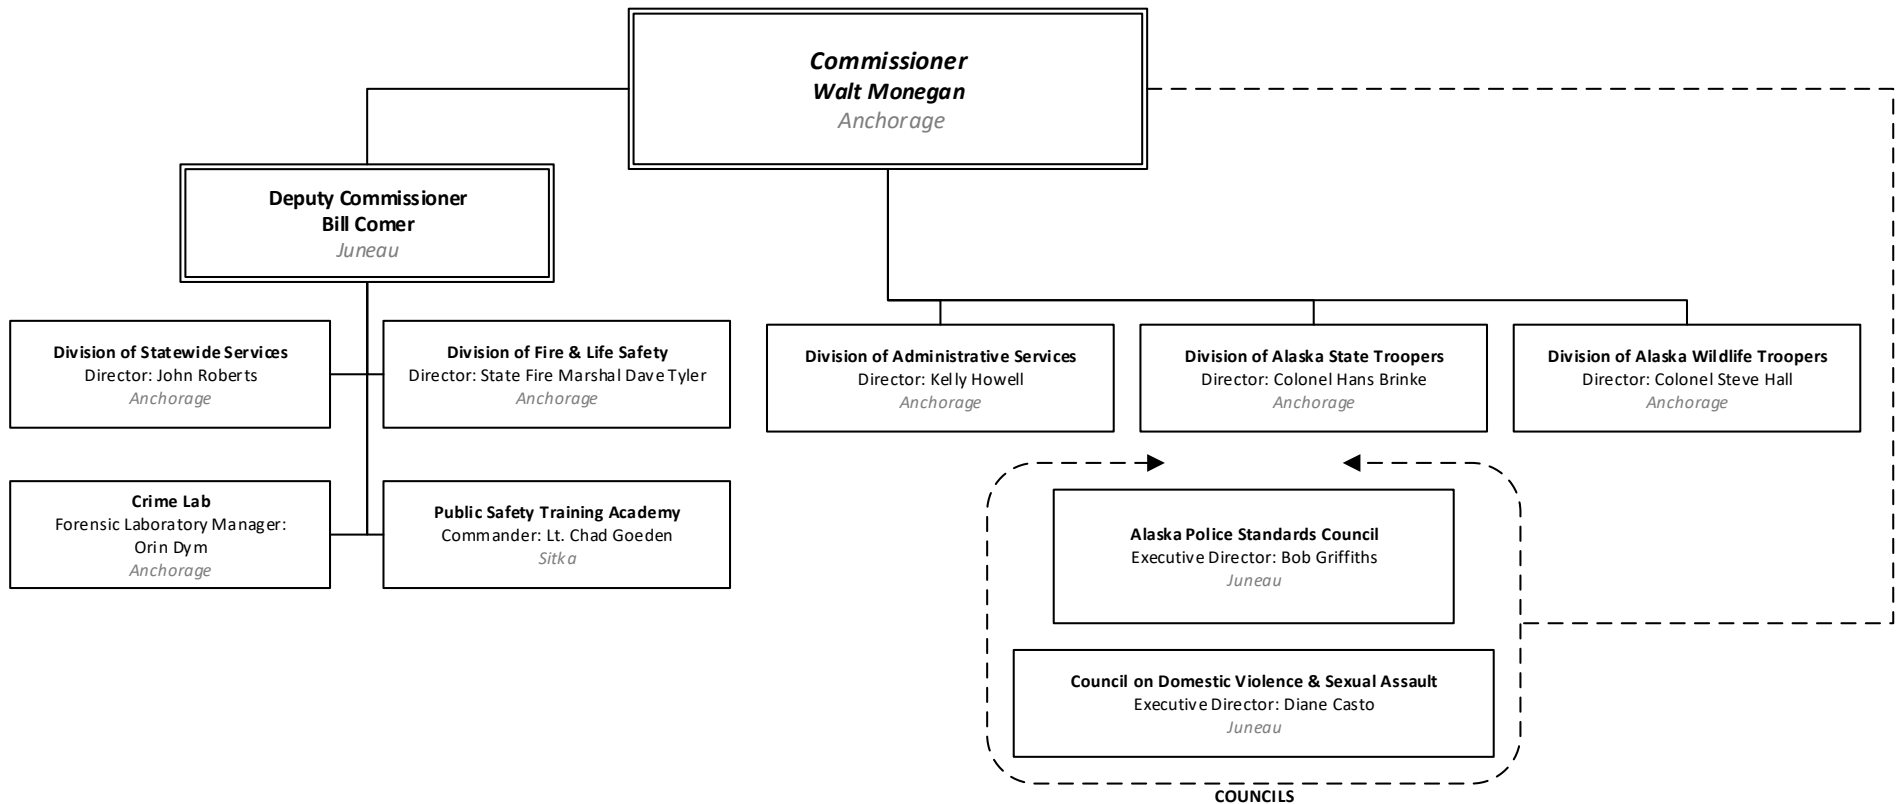 Commissioner
Walt Monegan
Anchorage
Deputy Commissioner
Bill Comer
Juneau
Division of Statewide Services
Director: John Roberts
Anchorage
Division of Fire & Life Safety
Director: State Fire Marshal Dave Tyler
Anchorage
Division of Administrative Services
Director: Kelly Howell
Anchorage
Division of Alaska State Troopers
Director: Colonel Hans Brinke
Anchorage
Division of Alaska Wildlife Troopers
Director: Colonel Steve Hall
Anchorage
Crime Lab
Forensic Laboratory Manager:
Orin Dym
Anchorage
Public Safety Training Academy
Commander: Lt. Chad Goeden
Sitka
Alaska Police Standards Council
Executive Director: Bob Griffiths
Juneau
Council on Domestic Violence & Sexual Assault
Executive Director: Diane Casto
Juneau
COUNCILS